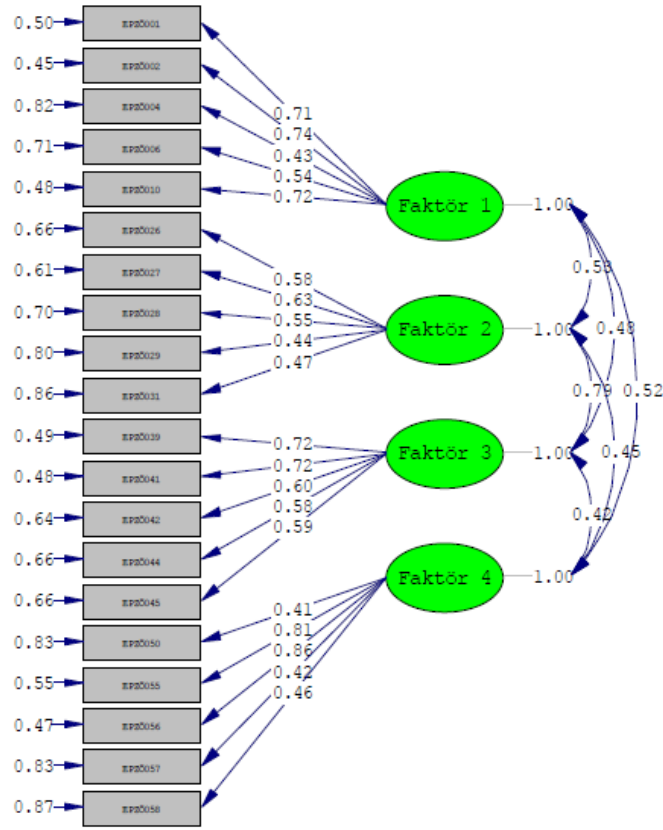 0.50 EPZÖ001
0.45 EPZÖ002
0.82 EPZÖ004
0.71 EPZÖ006
0.48 EPZÖ010
0.66 EPZÖ026
0.61 EPZÖ027
0.70 EPZÖ028
0.80 EPZÖ029
0.86 EPZÖ031
0.49 EPZÖ039
0.48 EPZÖ041
0.64 EPZÖ042
0.66 EPZÖ044
0.66 EPZÖ045
0.83 EPZÖ050
0.55 EPZÖ055
0.47 EPZÖ056
0.83 EPZÖ057
0.87 EPZÖ058
0.71
0.74
0.43
0.54
0.72
0.58
0.63
0.55
0.44
0.47
0.72
0.72
0.60
0.58
0.59
0.41
0.81
0.86
0.42
0.46
Faktör 1 1.00
Faktör 2 1.00
Faktör 3 1.00
Faktör 4 1.00
0.53
0.48
0.79
0.52
0.45
0.42